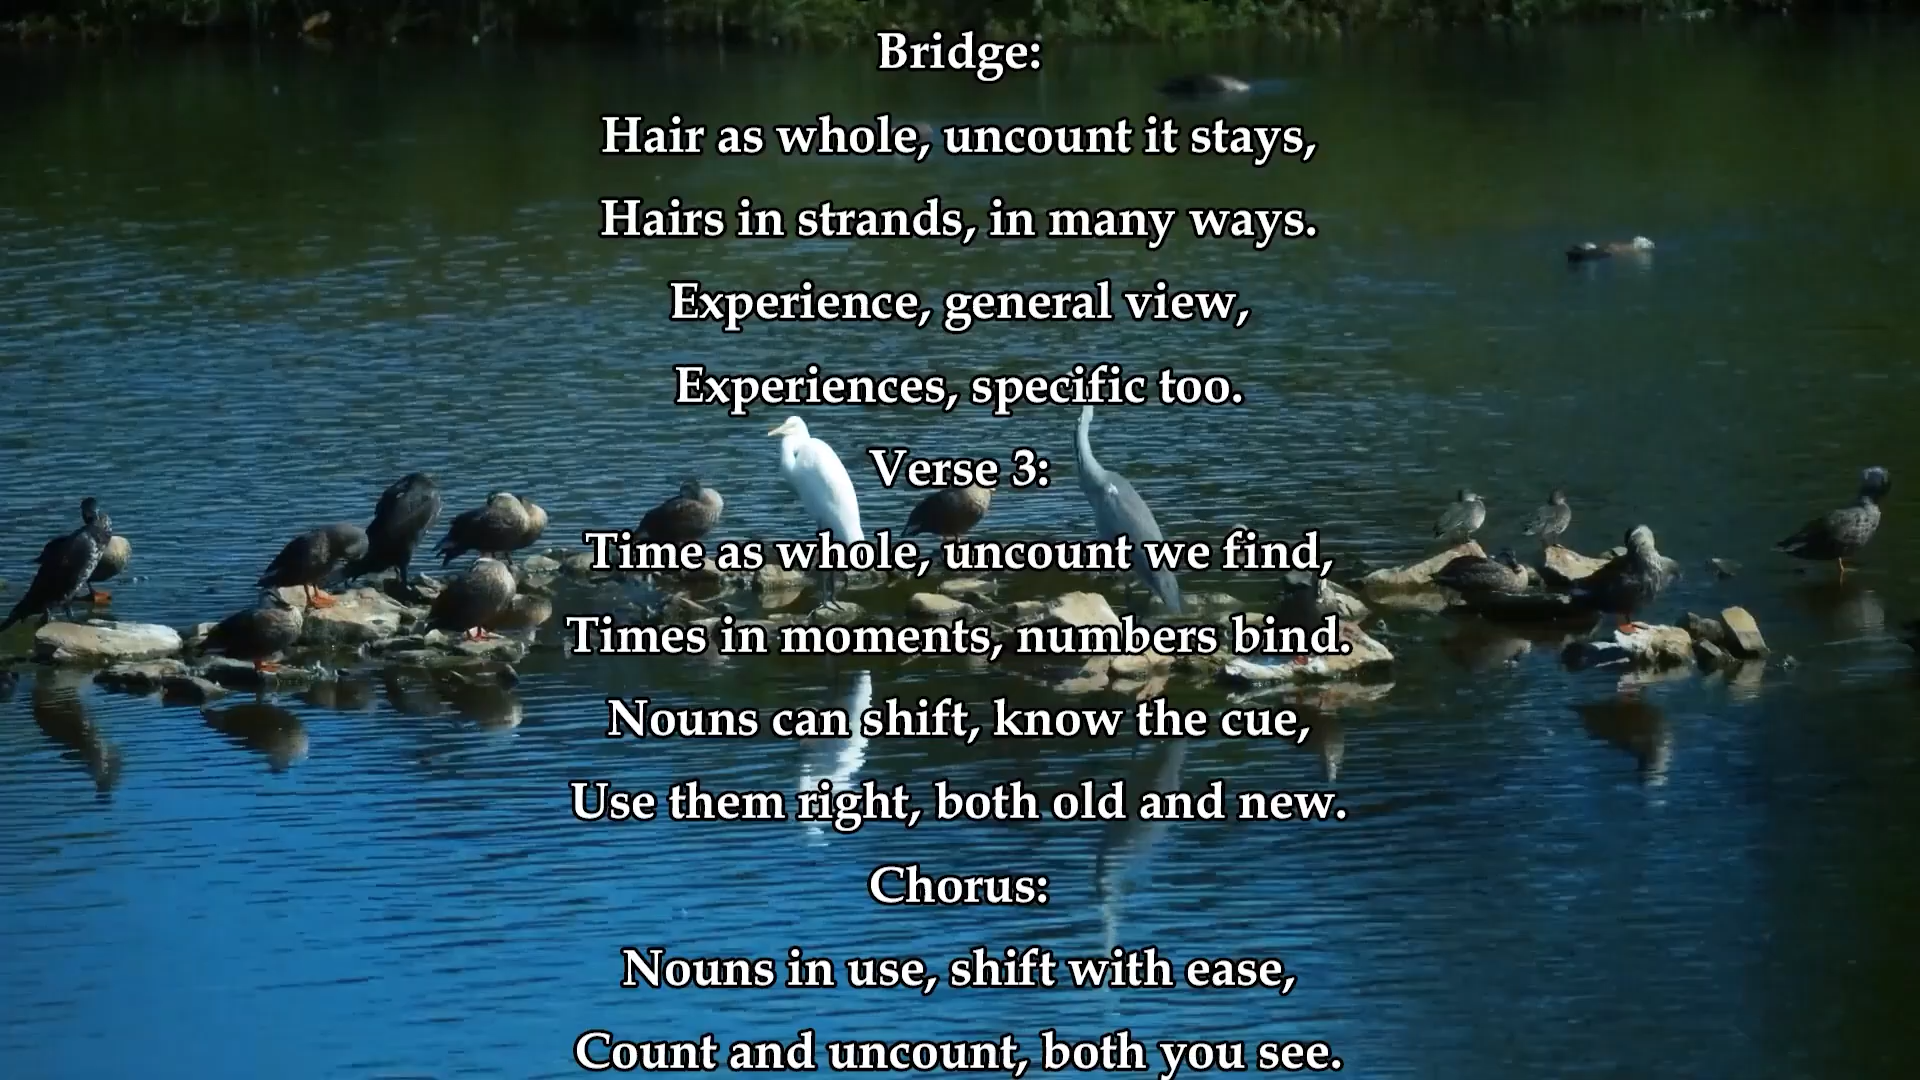 Bridge:
Hair as whole, uncount it stays,
Hairs in strands, in many ways.
Experience, general view,
Experiences, specific too.
Verse 3:
Time as whole, uncount we find,
Times in moments, numbers bind.
Nouns can shift, know the cue,
Use them right, both old and new.
Chorus:
Nouns in use, shift with ease,
Count and uncount, both you see.